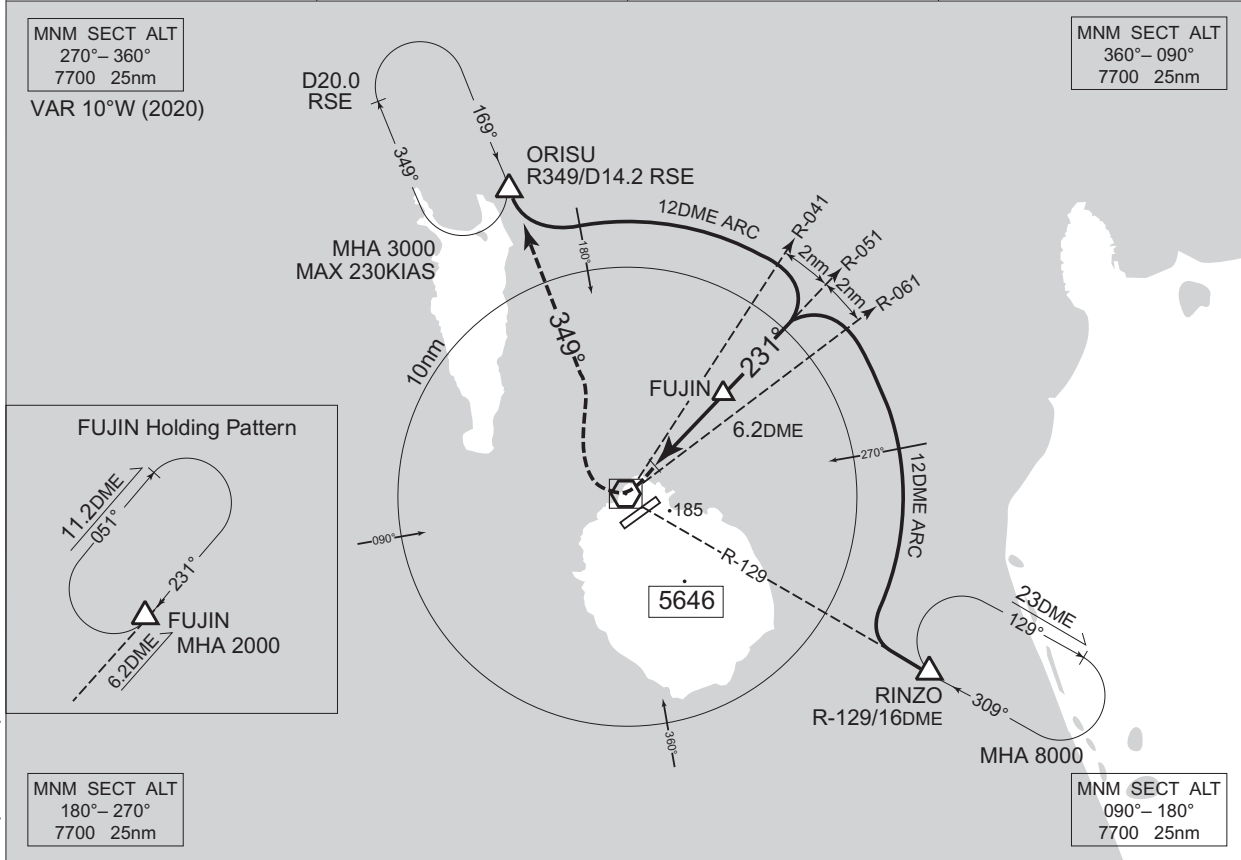 MNM SECT ALT
270°– 360°
7700 25nm
VAR 10°W (2020)
MNM SECT ALT
360°– 090°
7700 25nm
D20.0
RSE
169°
349°
ORISU
R349/D14.2 RSE
MHA 3000
MAX 230KIAS
12DME ARC
R-041
R-051
R-061
2nm
2nm
180°
349°
10nm
231°
FUJIN
6.2DME
270°
12DME ARC
090°
185
R-129
5646
360°
FUJIN Holding Pattern
11.2DME
051°
231°
FUJIN
MHA 2000
6.2DME
23DME
129°
309°
RINZO
R-129/16DME
MHA 8000
MNM SECT ALT
180°– 270°
7700 25nm
MNM SECT ALT
090°– 180°
7700 25nm